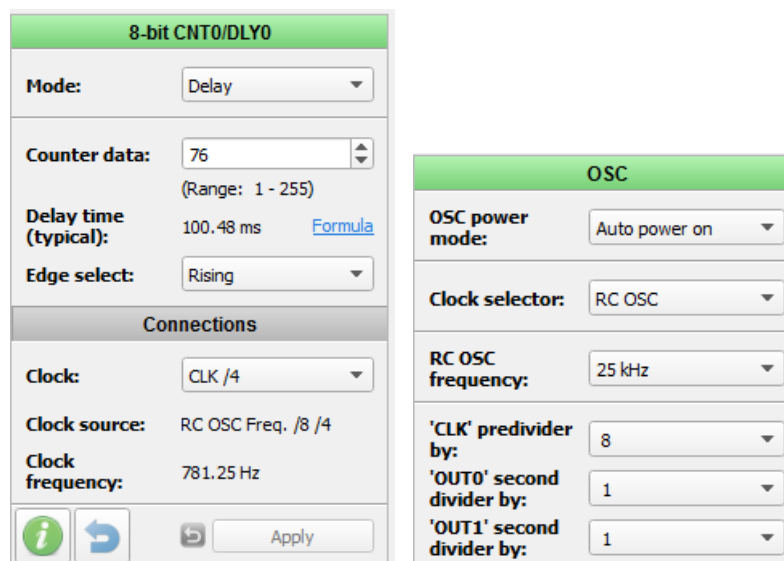 8-bit CNT0/DLY0
Mode: Delay
Counter data: 76
(Range: 1 - 255)
Delay time
(typical): 100.48 ms Formula
Edge select: Rising
Connections
Clock: CLK /4
Clock source: RC OSC Freq. /8 /4
Clock
frequency: 781.25 Hz
Apply
OSC
OSC power
mode: Auto power on
Clock selector: RC OSC
RC OSC
frequency: 25 kHz
'CLK' predivider
by: 8
'OUT0' second
divider by: 1
'OUT1' second
divider by: 1